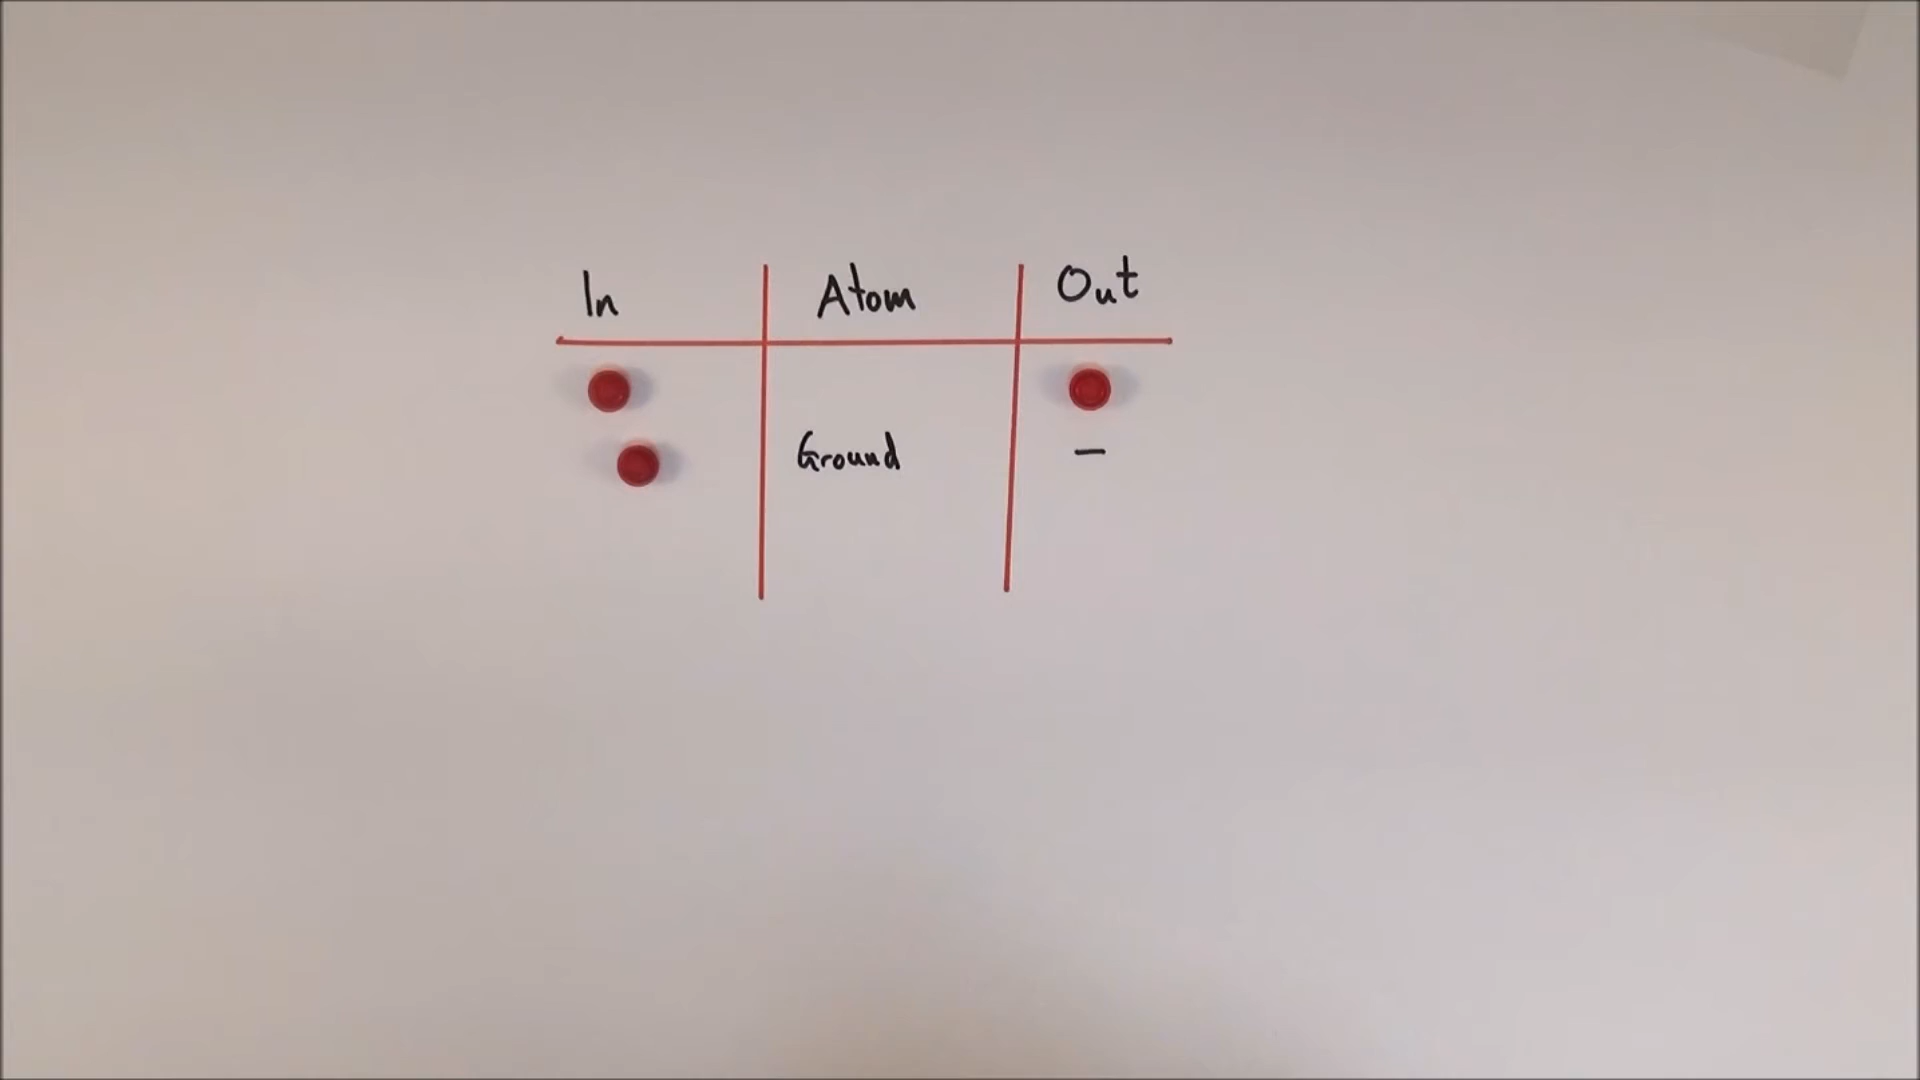 In Atom Out
Ground —